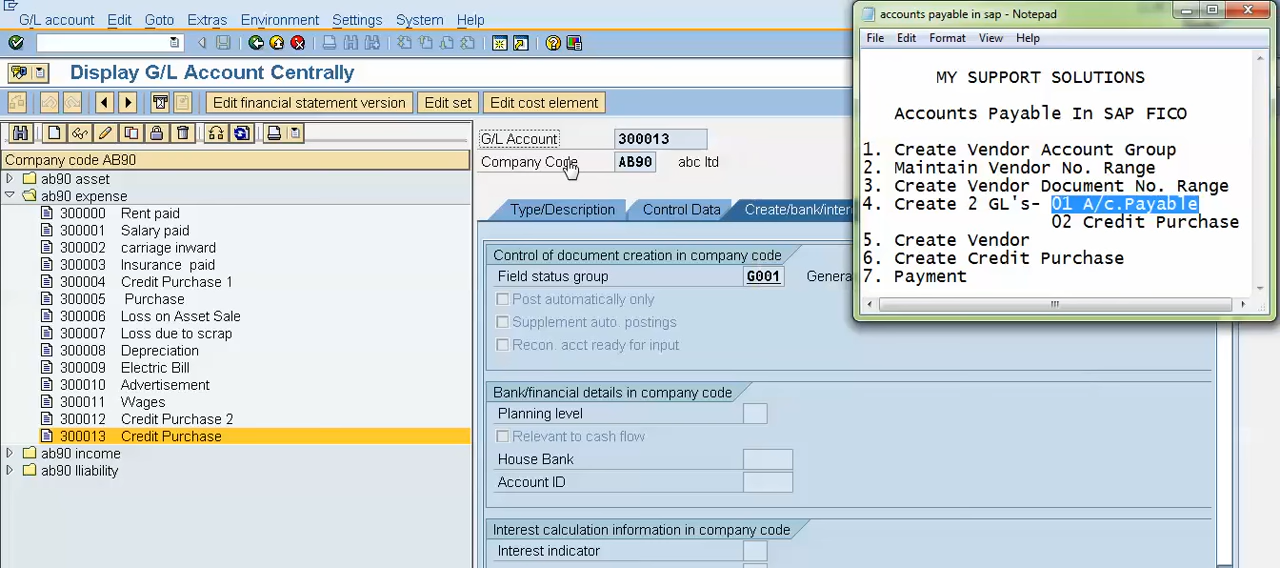 G/L account Edit Goto Extras Environment Settings System Help
Display G/L Account Centrally
Edit financial statement version Edit set Edit cost element
Company code AB90
ab90 asset
ab90 expense
300000 Rent paid
300001 Salary paid
300002 carriage inward
300003 Insurance paid
300004 Credit Purchase 1
300005 Purchase
300006 Loss on Asset Sale
300007 Loss due to scrap
300008 Depreciation
300009 Electric Bill
300010 Advertisement
300011 Wages
300012 Credit Purchase 2
300013 Credit Purchase
ab90 income
ab90 lliability
G/L Account 300013
Company Code AB90 abc ltd
Type/Description Control Data Create/bank/inter
Control of document creation in company code
Field status group G001 Genera
Post automatically only
Supplement auto. postings
Recon. acct ready for input
Bank/financial details in company code
Planning level
Relevant to cash flow
House Bank
Account ID
Interest calculation information in company code
Interest indicator
accounts payable in sap - Notepad
File Edit Format View Help
MY SUPPORT SOLUTIONS
Accounts Payable In SAP FICO
1. Create Vendor Account Group
2. Maintain Vendor No. Range
3. Create Vendor Document No. Range
4. Create 2 GL's- 01 A/c.Payable
02 Credit Purchase
5. Create Vendor
6. Create Credit Purchase
7. Payment